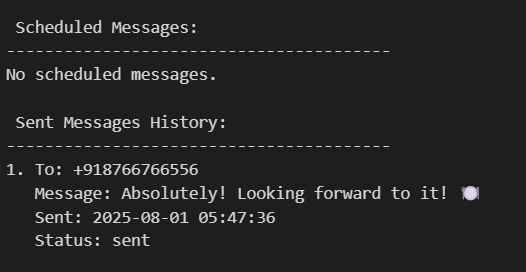 Scheduled Messages:
----------------------------------------
No scheduled messages.
Sent Messages History:
----------------------------------------
1. To: +918766766556
Message: Absolutely! Looking forward to it! 🍽️
Sent: 2025-08-01 05:47:36
Status: sent